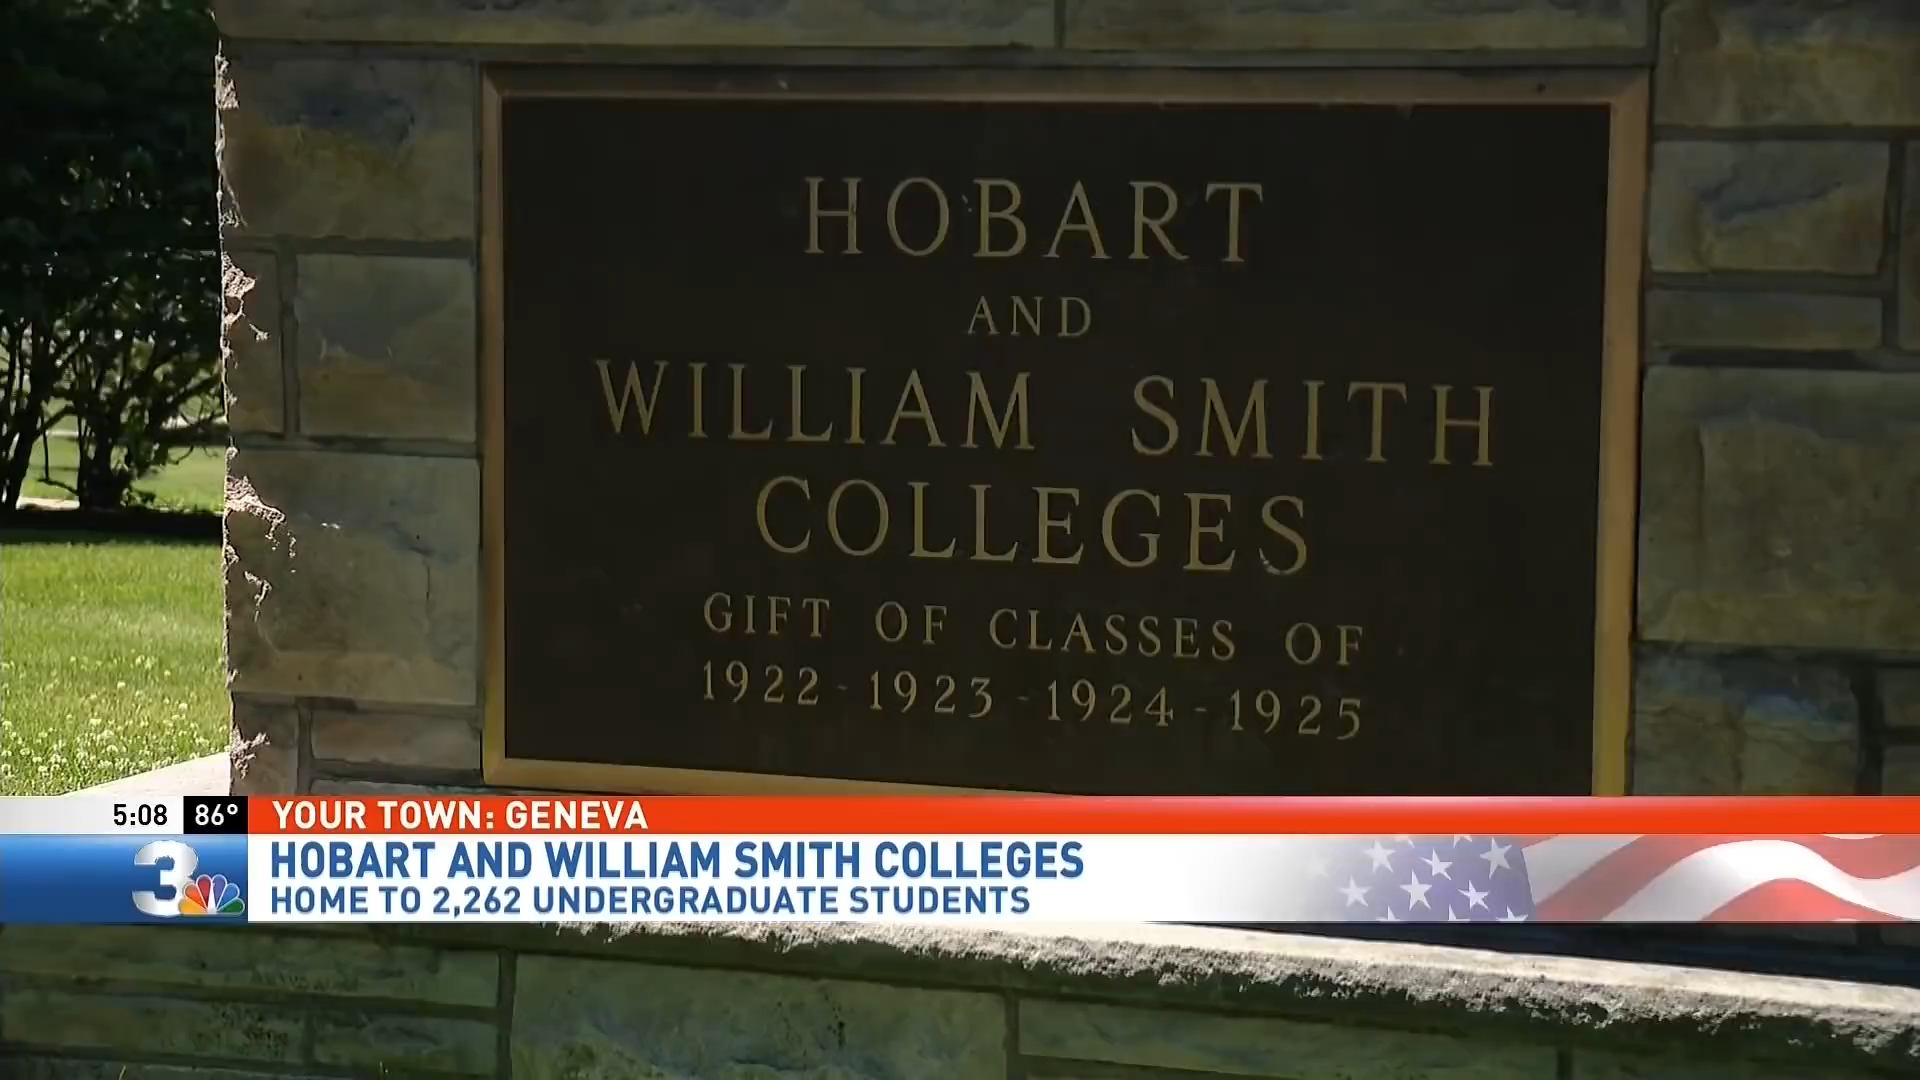 HOBART
AND
WILLIAM SMITH
COLLEGES
GIFT OF CLASSES OF
1922 - 1923 - 1924 - 1925
5:08 86° YOUR TOWN: GENEVA
3 HOBART AND WILLIAM SMITH COLLEGES
HOME TO 2,262 UNDERGRADUATE STUDENTS